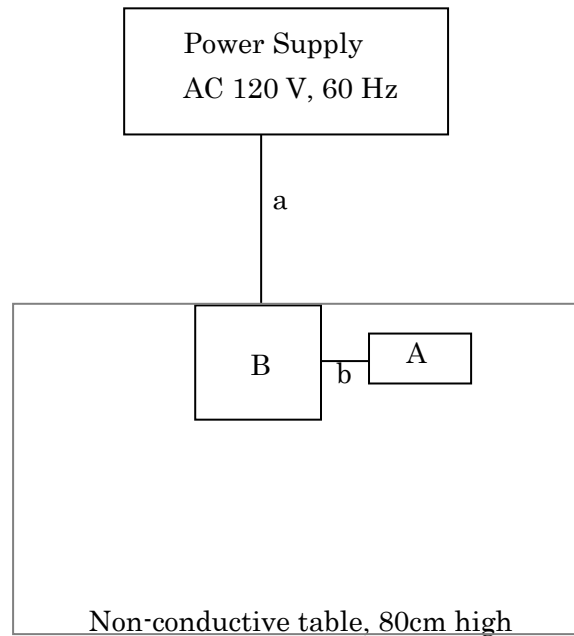 Power Supply
AC 120 V, 60 Hz
a
B
b
A
Non-conductive table, 80cm high